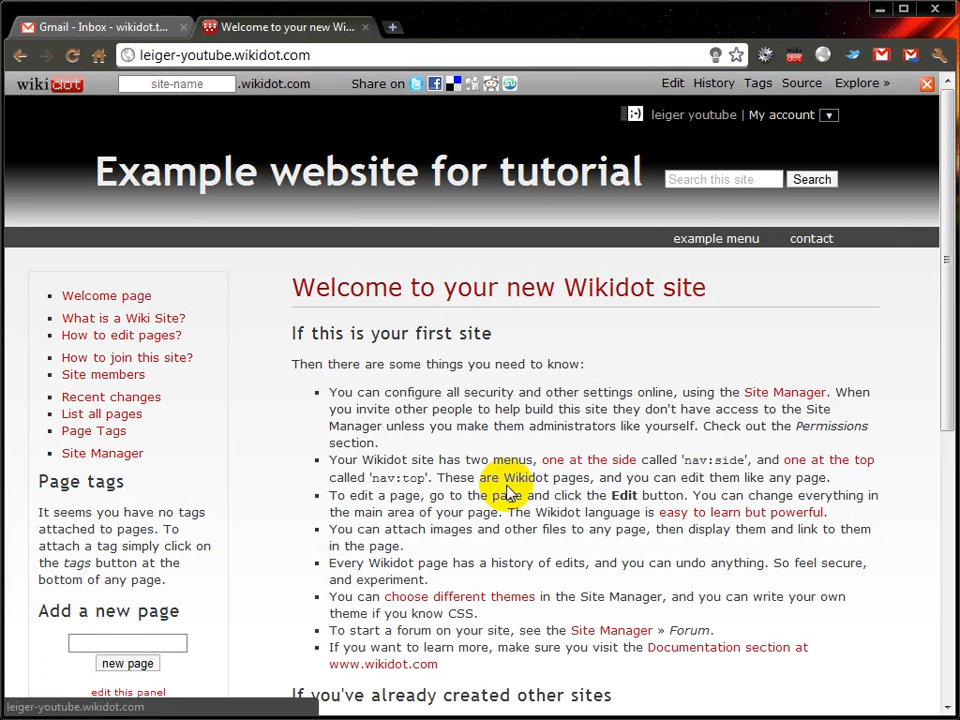 Gmail - Inbox - wikidot.t...
Welcome to your new Wi...
leiger-youtube.wikidot.com
wikidot
site-name .wikidot.com
Share on
Edit History Tags Source Explore »
leiger youtube | My account
Example website for tutorial
Search this site Search
example menu contact
Welcome page
What is a Wiki Site?
How to edit pages?
How to join this site?
Site members
Recent changes
List all pages
Page Tags
Site Manager
Page tags
It seems you have no tags
attached to pages. To
attach a tag simply click on
the tags button at the
bottom of any page.
Add a new page
new page
edit this panel
Welcome to your new Wikidot site
If this is your first site
Then there are some things you need to know:
You can configure all security and other settings online, using the Site Manager. When
you invite other people to help build this site they don't have access to the Site
Manager unless you make them administrators like yourself. Check out the Permissions
section.
Your Wikidot site has two menus, one at the side called 'nav:side', and one at the top
called 'nav:top'. These are Wikidot pages, and you can edit them like any page.
To edit a page, go to the page and click the Edit button. You can change everything in
the main area of your page. The Wikidot language is easy to learn but powerful.
You can attach images and other files to any page, then display them and link to them
in the page.
Every Wikidot page has a history of edits, and you can undo anything. So feel secure,
and experiment.
You can choose different themes in the Site Manager, and you can write your own
theme if you know CSS.
To start a forum on your site, see the Site Manager » Forum.
If you want to learn more, make sure you visit the Documentation section at
www.wikidot.com
If you've already created other sites
leiger-youtube.wikidot.com